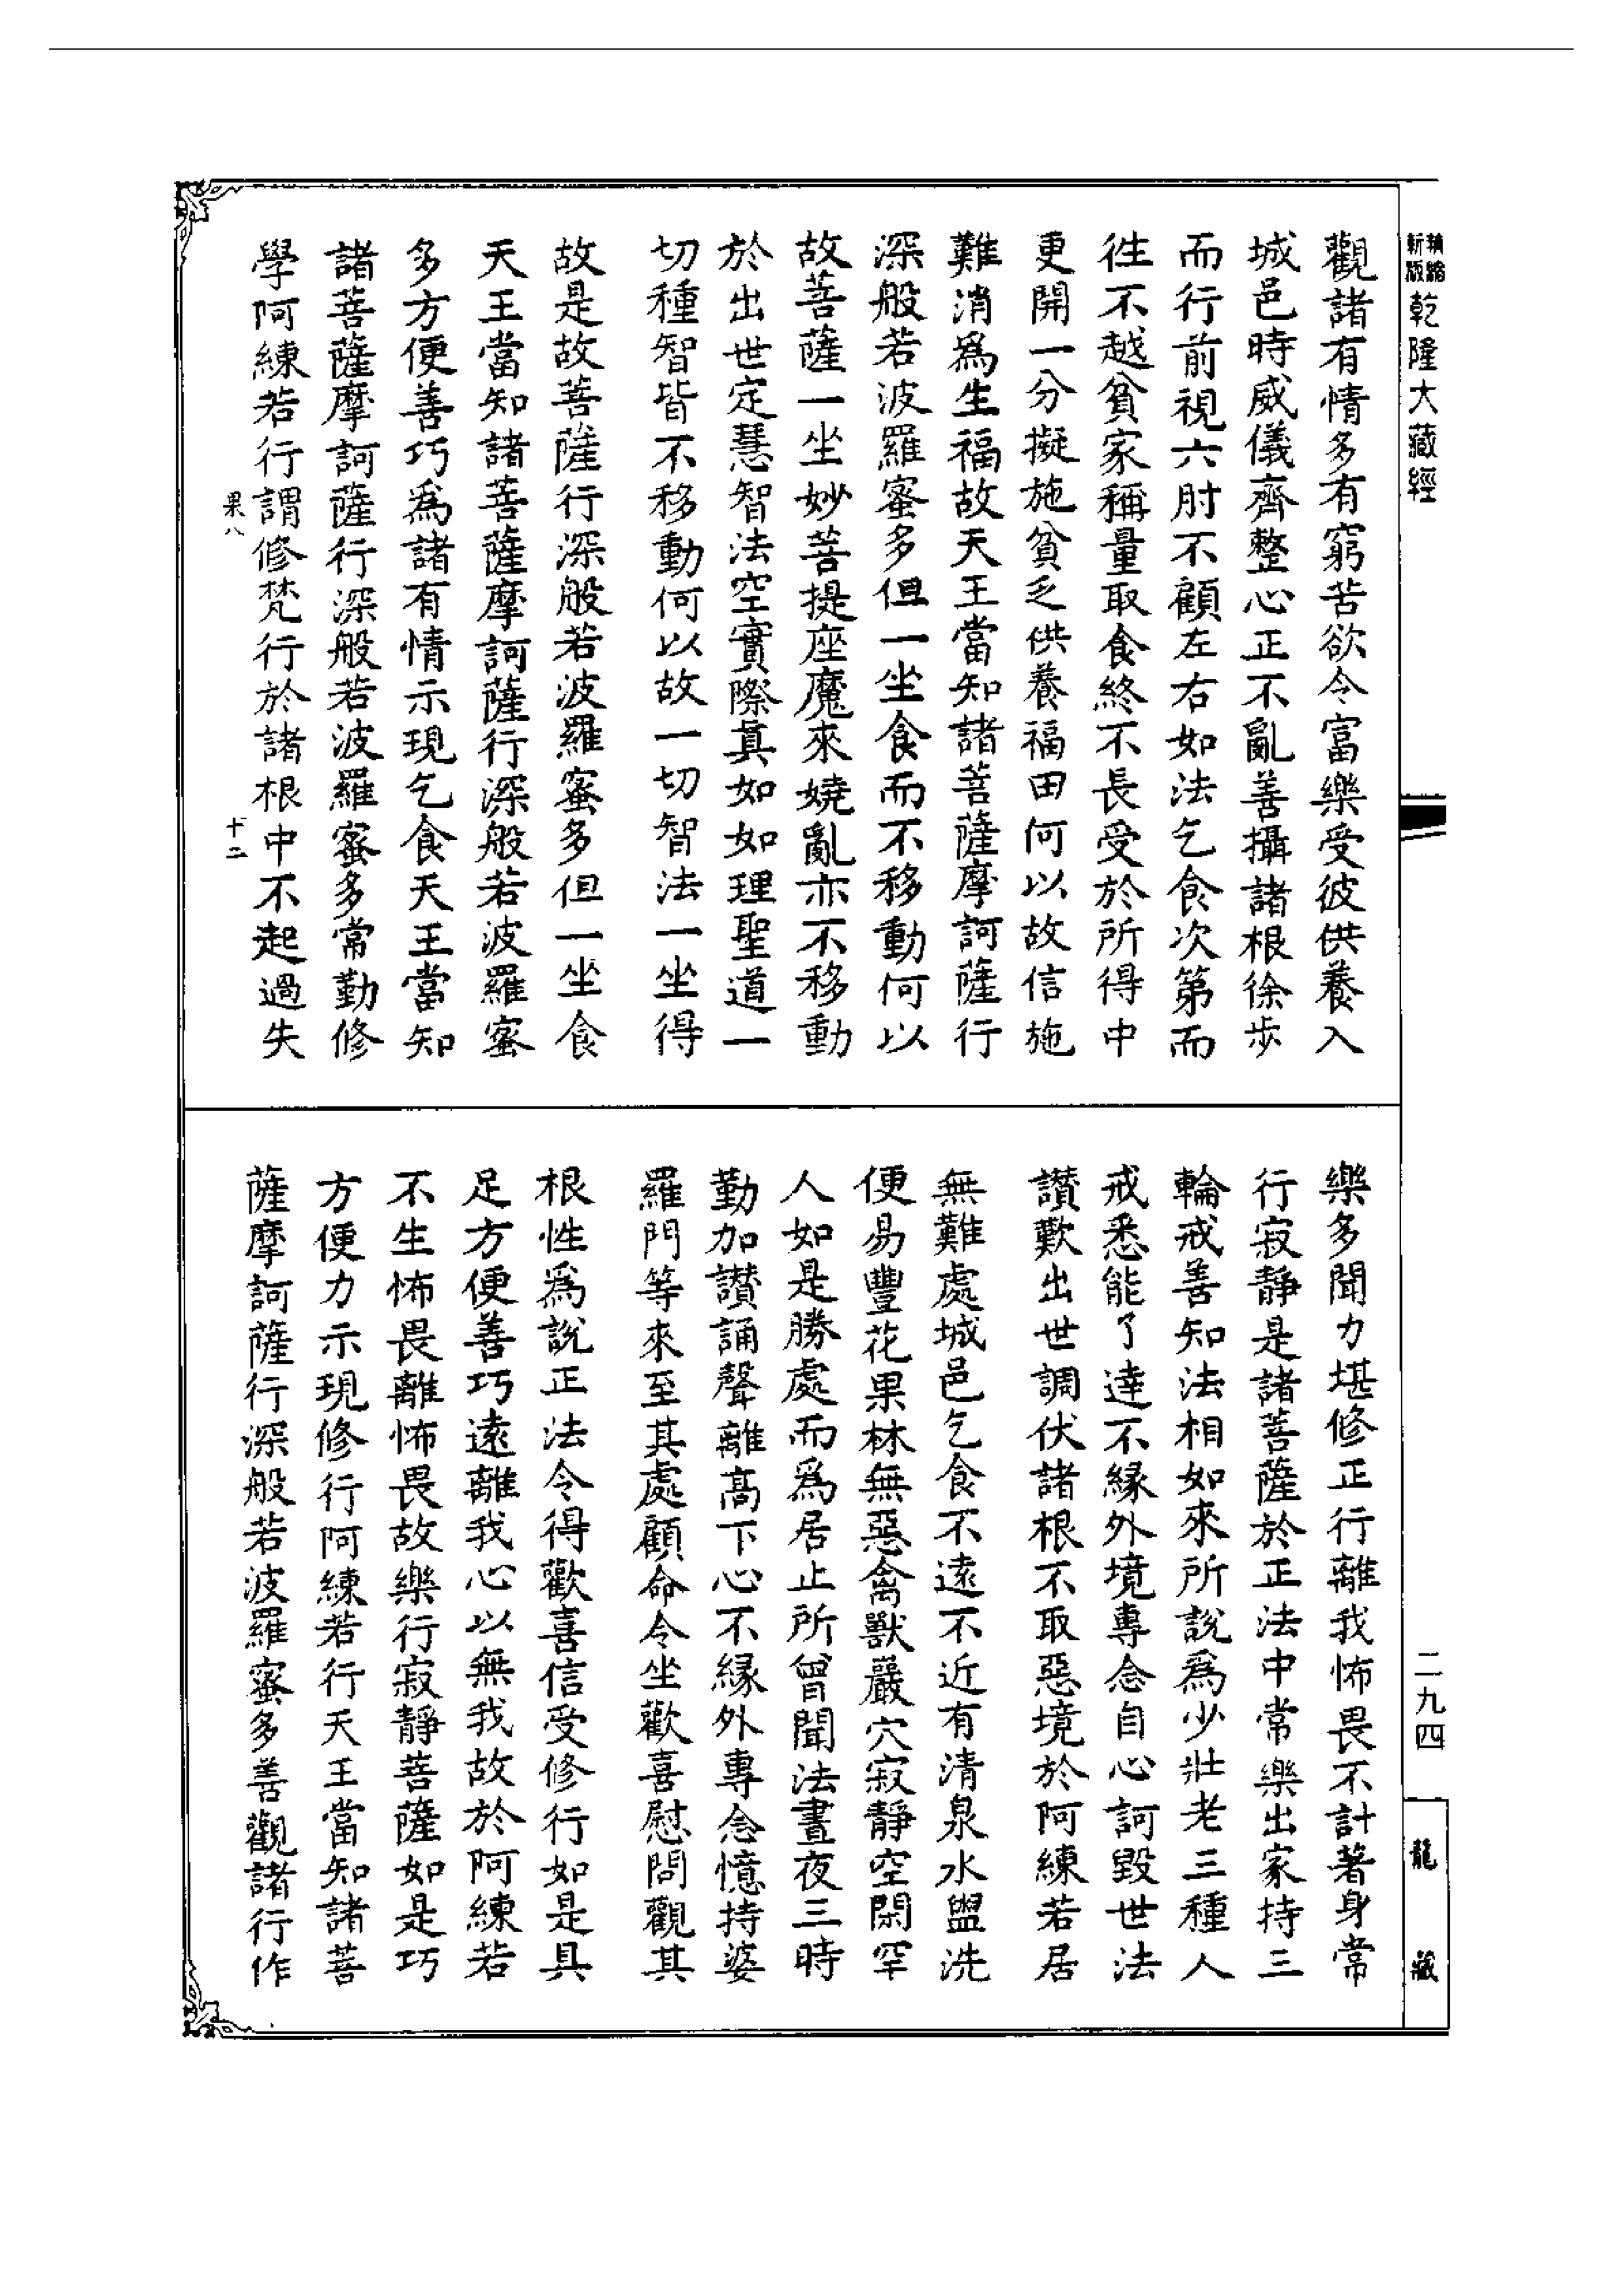 精繪
新版
乾隆大藏經
觀諸有情多有窮苦欲令富樂受彼供養入
城邑時威儀齊整心正不亂善攝諸根徐步
而行前視六肘不顧左右如法乞食次第而
往不越貧家稱量取食終不長受於所得中
更開一分擬施貧乏供養福田何以故信施
難消為生福故天王當知諸菩薩摩訶薩行
深般若波羅蜜多但一坐食而不移動何以
故菩薩一坐妙菩提座魔來嬈亂亦不移動
於出世定慧智法空實際真如如理聖道一
切種智皆不移動何以故一切智法一坐得
故是故菩薩行深般若波羅蜜多但一坐食
天王當知諸菩薩摩訶薩行深般若波羅蜜
多方便善巧為諸有情示現乞食天王當知
諸菩薩摩訶薩行深般若波羅蜜多常勤修
學阿練若行謂修梵行於諸根中不起過失
果八
十二
樂多聞力堪修正行離我怖畏不計著身常
行寂靜是諸菩薩於正法中常樂出家持三
輪戒善知法相如來所說為少壯老三種人
戒悉能了達不緣外境專念自心訶毀世法
讚歎出世調伏諸根不取惡境於阿練若居
無難處城邑乞食不遠不近有清泉水盥洗
便易豐花果林無惡禽獸嚴穴寂靜空閑罕
人如是勝處而為居止所曾聞法晝夜三時
勤加讚誦聲離高下心不緣外專念憶持婆
羅門等來至其處顧命令坐歡喜慰問觀其
根性為說正法令得歡喜信受修行如是具
足方便善巧遠離我心以無我故於阿練若
不生怖畏離怖畏故樂行寂靜菩薩如是巧
方便力示現修行阿練若行天王當知諸菩
薩摩訶薩行深般若波羅蜜多善觀諸行作
二九四
龍藏